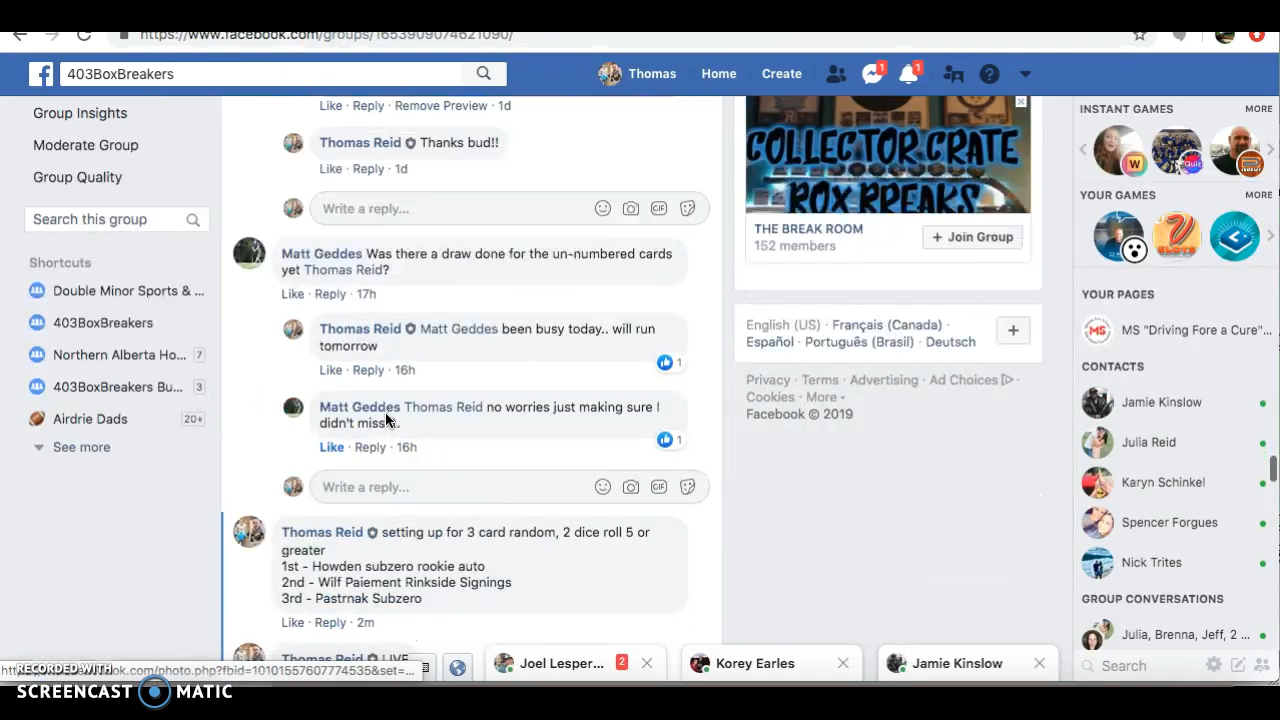 https://www.facebook.com/groups/1653909074621090/
403BoxBreakers
Thomas Home Create 1 1
Group Insights
Moderate Group
Group Quality
Search this group
Shortcuts
Double Minor Sports & ...
403BoxBreakers
Northern Alberta Ho... 7
403BoxBreakers Bu... 3
Airdrie Dads 20+
See more
Like · Reply · Remove Preview · 1d
Thomas Reid Thanks bud!!
Like · Reply · 1d
Write a reply...
GIF
Matt Geddes Was there a draw done for the un-numbered cards
yet Thomas Reid?
Like · Reply · 17h
Thomas Reid Matt Geddes been busy today.. will run
tomorrow
1
Like · Reply · 16h
Matt Geddes Thomas Reid no worries just making sure I
didn't miss
1
Like · Reply · 16h
Write a reply...
GIF
Thomas Reid setting up for 3 card random, 2 dice roll 5 or
greater
1st - Howden subzero rookie auto
2nd - Wilf Paiement Rinkside Signings
3rd - Pastrnak Subzero
Like · Reply · 2m
Thomas Reid LIVE
COLLECTOR CRATE
BOX BREAKS
THE BREAK ROOM
152 members
+ Join Group
English (US) · Français (Canada) ·
Español · Português (Brasil) · Deutsch
Privacy · Terms · Advertising · Ad Choices
Cookies · More
Facebook © 2019
INSTANT GAMES MORE
W
Quiz
YOUR GAMES MORE
YOUR PAGES
MS
MS "Driving Fore a Cure"...
CONTACTS
Jamie Kinslow
Julia Reid
Karyn Schinkel
Spencer Forgues
Nick Trites
GROUP CONVERSATIONS
Julia, Brenna, Jeff, 2 ...
Search
Joel Lesper... 2
Korey Earles
Jamie Kinslow
RECORDED WITH
SCREENCAST MATIC